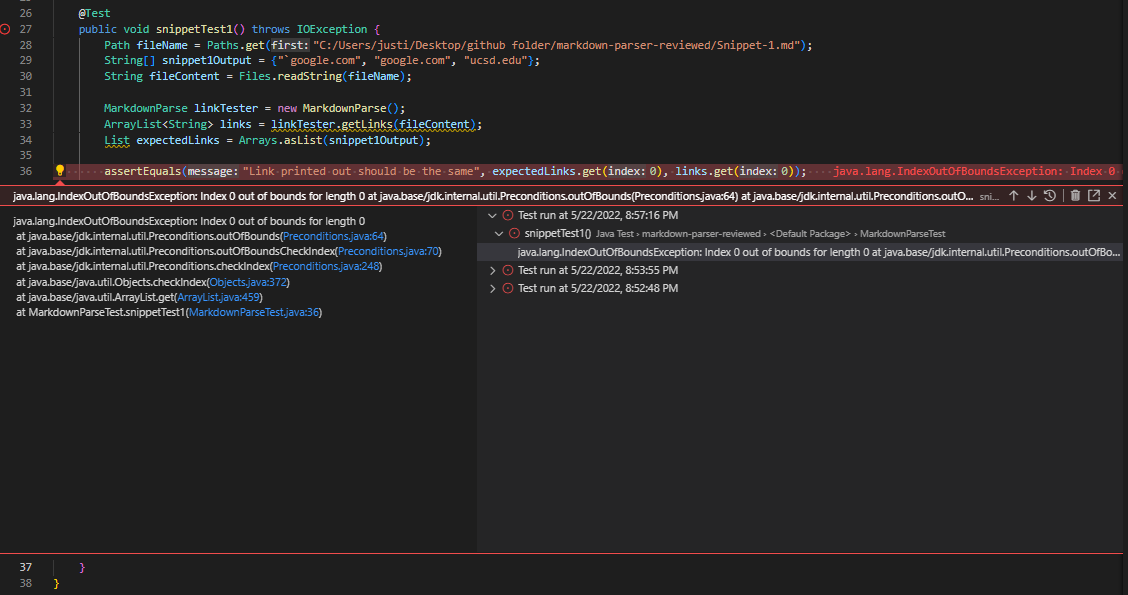 26 @Test
27 public void snippetTest1() throws IOException {
28 Path fileName = Paths.get(first: "C:/Users/justi/Desktop/github folder/markdown-parser-reviewed/Snippet-1.md");
29 String[] snippet1Output = {"`google.com", "google.com", "ucsd.edu"};
30 String fileContent = Files.readString(fileName);
31
32 MarkdownParse linkTester = new MarkdownParse();
33 ArrayList<String> links = linkTester.getLinks(fileContent);
34 List expectedLinks = Arrays.asList(snippet1Output);
35
36 assertEquals(message: "Link printed out should be the same", expectedLinks.get(index: 0), links.get(index: 0)); java.lang.IndexOutOfBoundsException: Index 0
java.lang.IndexOutOfBoundsException: Index 0 out of bounds for length 0 at java.base/jdk.internal.util.Preconditions.outOfBounds(Preconditions.java:64) at java.base/jdk.internal.util.Preconditions.outO... sni...
java.lang.IndexOutOfBoundsException: Index 0 out of bounds for length 0
at java.base/jdk.internal.util.Preconditions.outOfBounds(Preconditions.java:64)
at java.base/jdk.internal.util.Preconditions.outOfBoundsCheckIndex(Preconditions.java:70)
at java.base/jdk.internal.util.Preconditions.checkIndex(Preconditions.java:248)
at java.base/java.util.Objects.checkIndex(Objects.java:372)
at java.base/java.util.ArrayList.get(ArrayList.java:459)
at MarkdownParseTest.snippetTest1(MarkdownParseTest.java:36)
Test run at 5/22/2022, 8:57:16 PM
snippetTest1() Java Test › markdown-parser-reviewed › <Default Package> › MarkdownParseTest
java.lang.IndexOutOfBoundsException: Index 0 out of bounds for length 0 at java.base/jdk.internal.util.Preconditions.outOfBo...
Test run at 5/22/2022, 8:53:55 PM
Test run at 5/22/2022, 8:52:48 PM
37 }
38 }